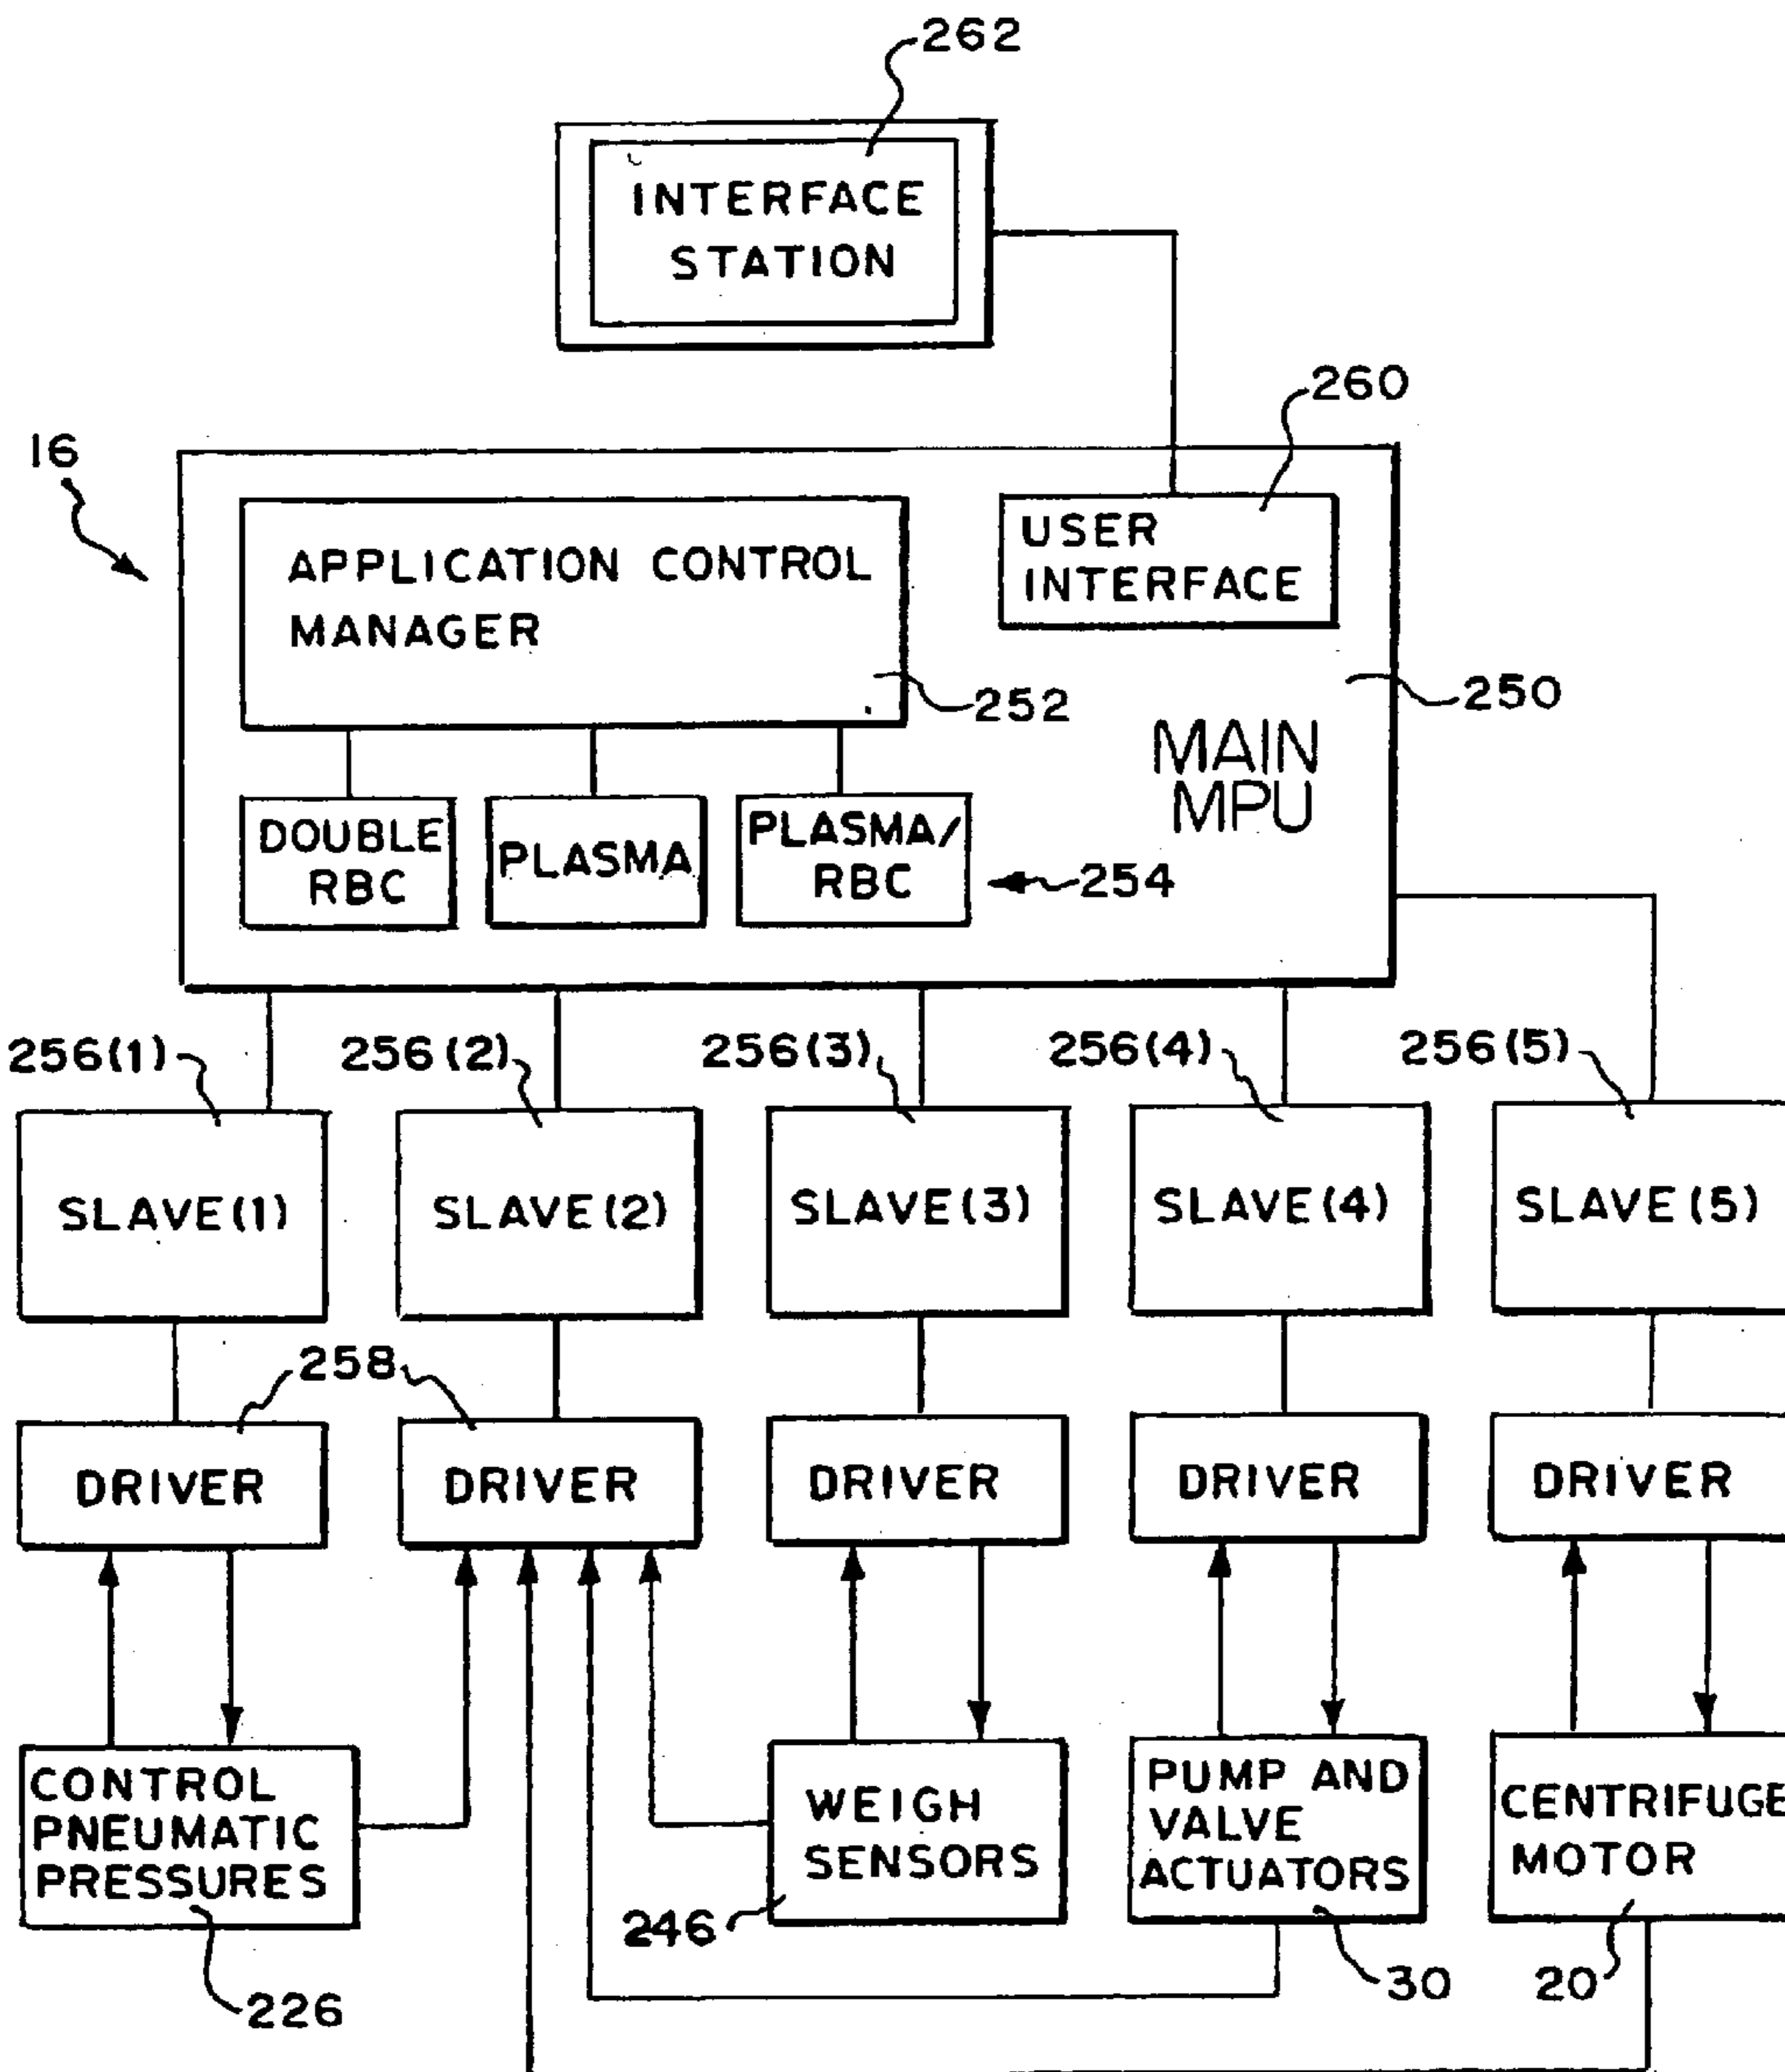 262
INTERFACE
STATION
260
16
USER
INTERFACE
APPLICATION CONTROL
MANAGER
252
250
MAIN
MPU
DOUBLE
RBC
PLASMA
PLASMA/
RBC
254
256(1)
256(2)
256(3)
256(4)
256(5)
SLAVE(1)
SLAVE(2)
SLAVE(3)
SLAVE(4)
SLAVE(5)
258
DRIVER
DRIVER
DRIVER
DRIVER
DRIVER
CONTROL
PNEUMATIC
PRESSURES
WEIGH
SENSORS
PUMP AND
VALVE
ACTUATORS
CENTRIFUGE
MOTOR
226
246
30
20